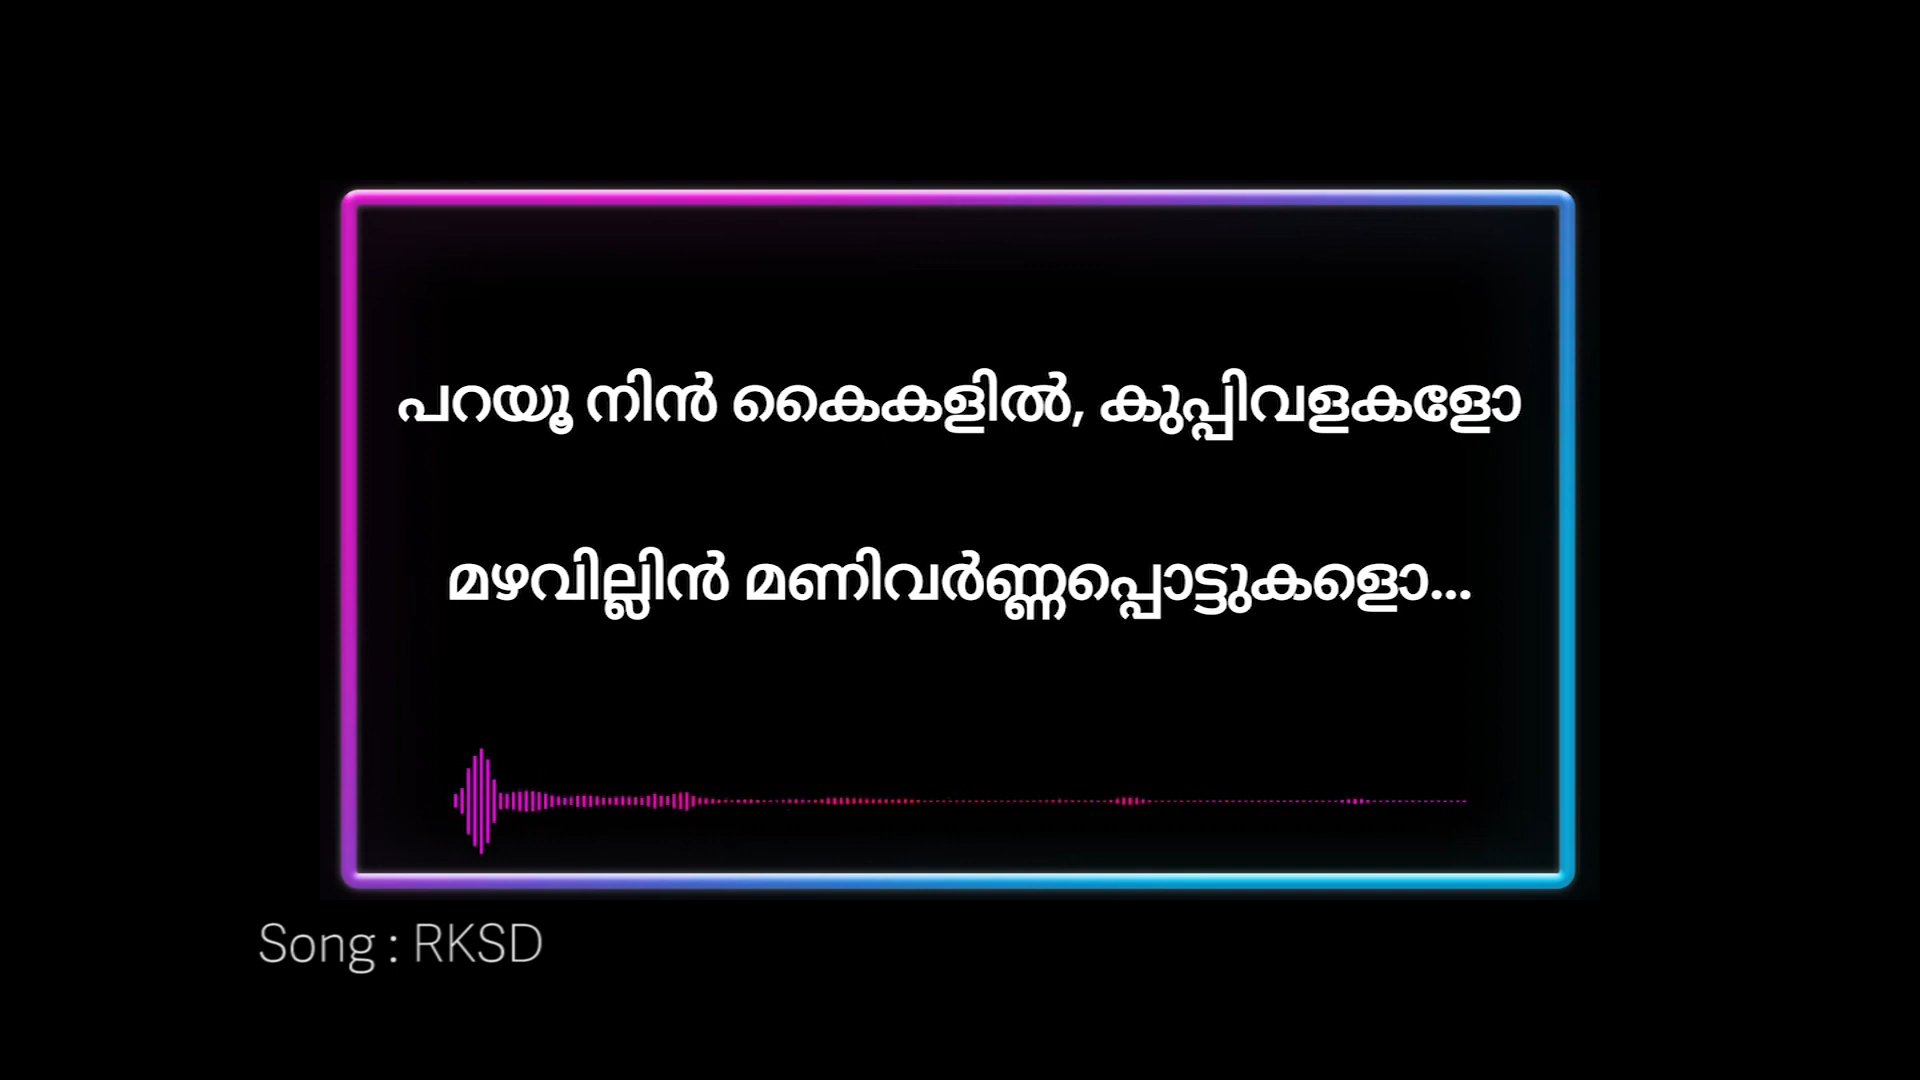 പറയൂ നിൻ കൈകളിൽ, കുപ്പിവളകളോ
മഴവില്ലിൻ മണിവർണ്ണപ്പൊട്ടുകളൊ...
Song : RKSD